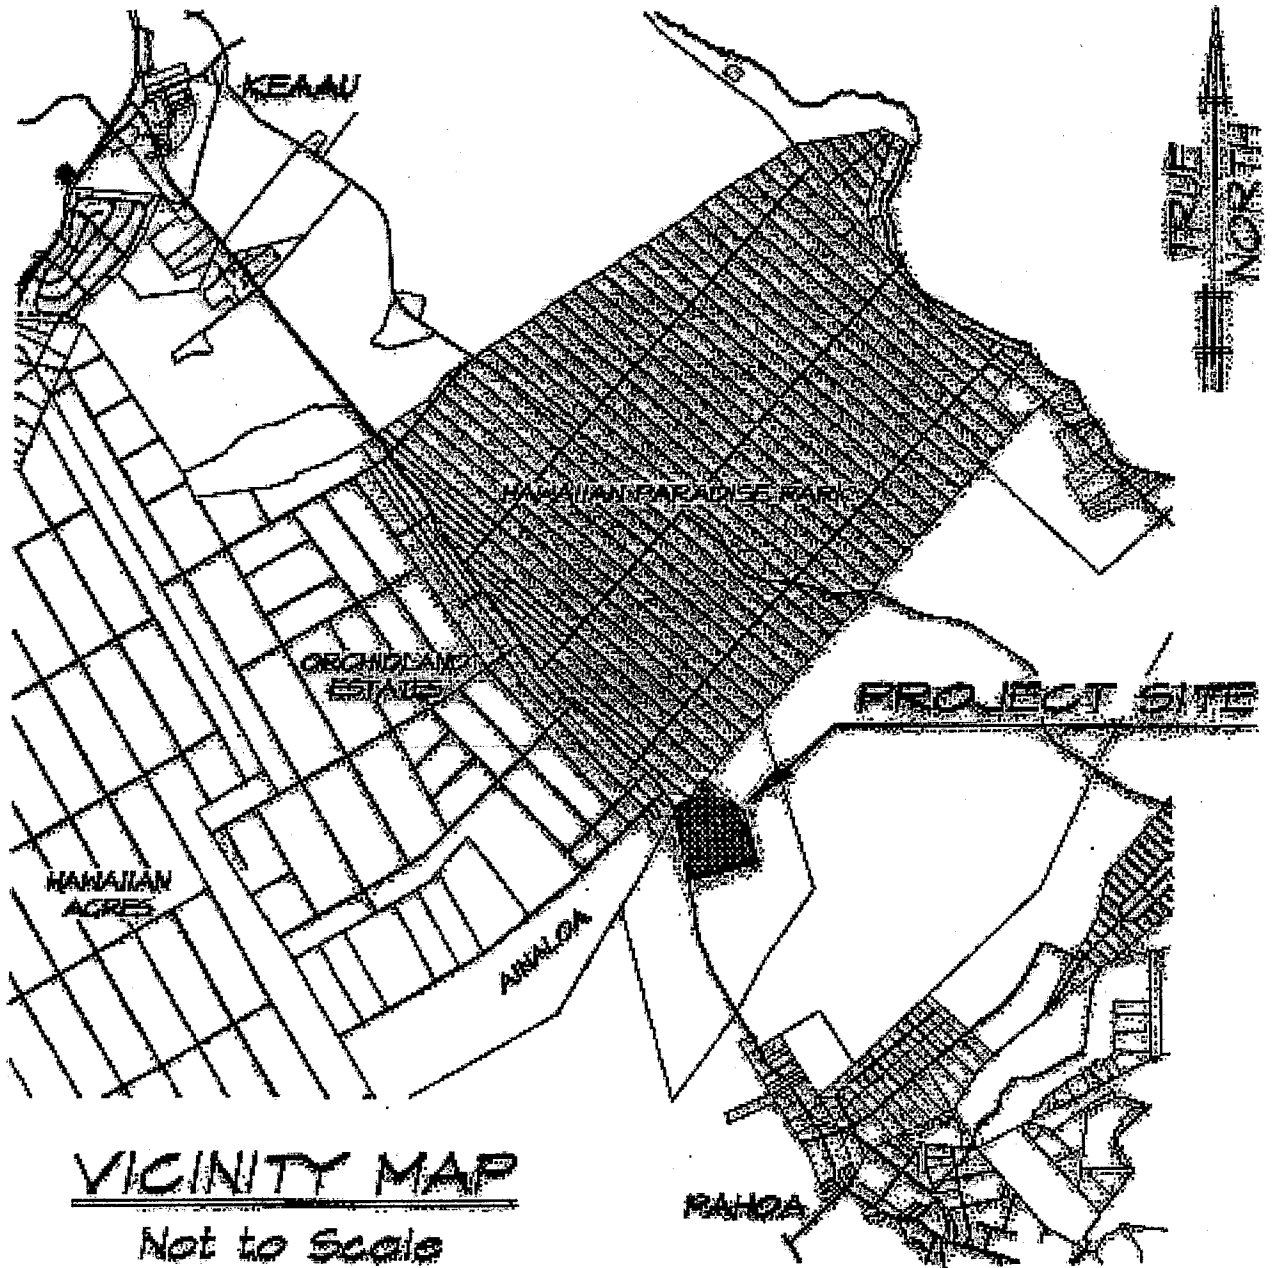 KEAAU
TRUE
NORTH
HAWAIIAN PARADISE PARK
ORCHIDLAND
ESTATES
PROJECT SITE
HAWAIIAN
ACRES
AINALOA
PAHOA
VICINITY MAP
Not to Scale